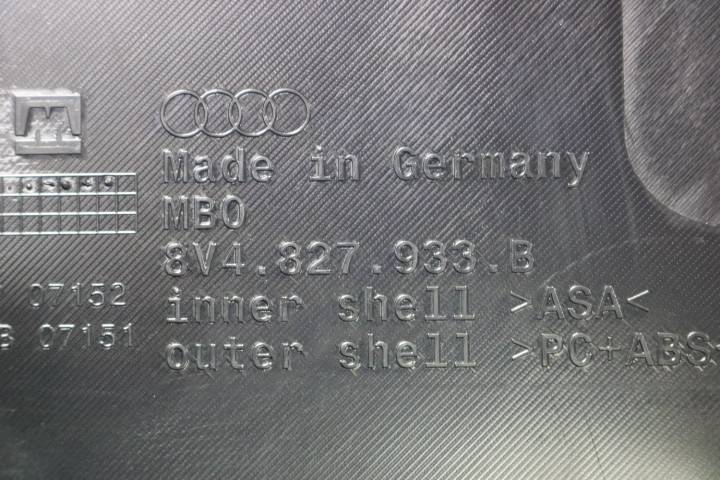 Made in Germany
MBO
8V4.827.933.B
inner shell >ASA<
outer shell >PC+ABS
07152
B 07151